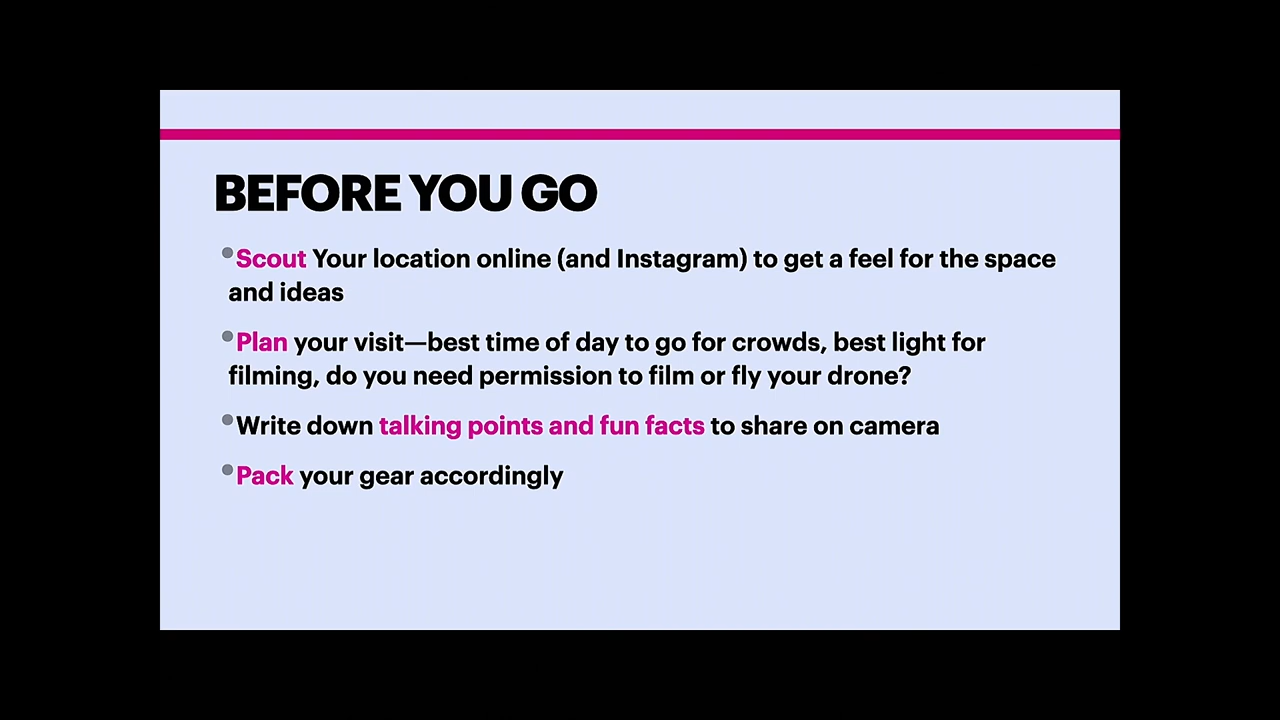 BEFORE YOU GO
•Scout Your location online (and Instagram) to get a feel for the space
and ideas
•Plan your visit—best time of day to go for crowds, best light for
filming, do you need permission to film or fly your drone?
•Write down talking points and fun facts to share on camera
•Pack your gear accordingly